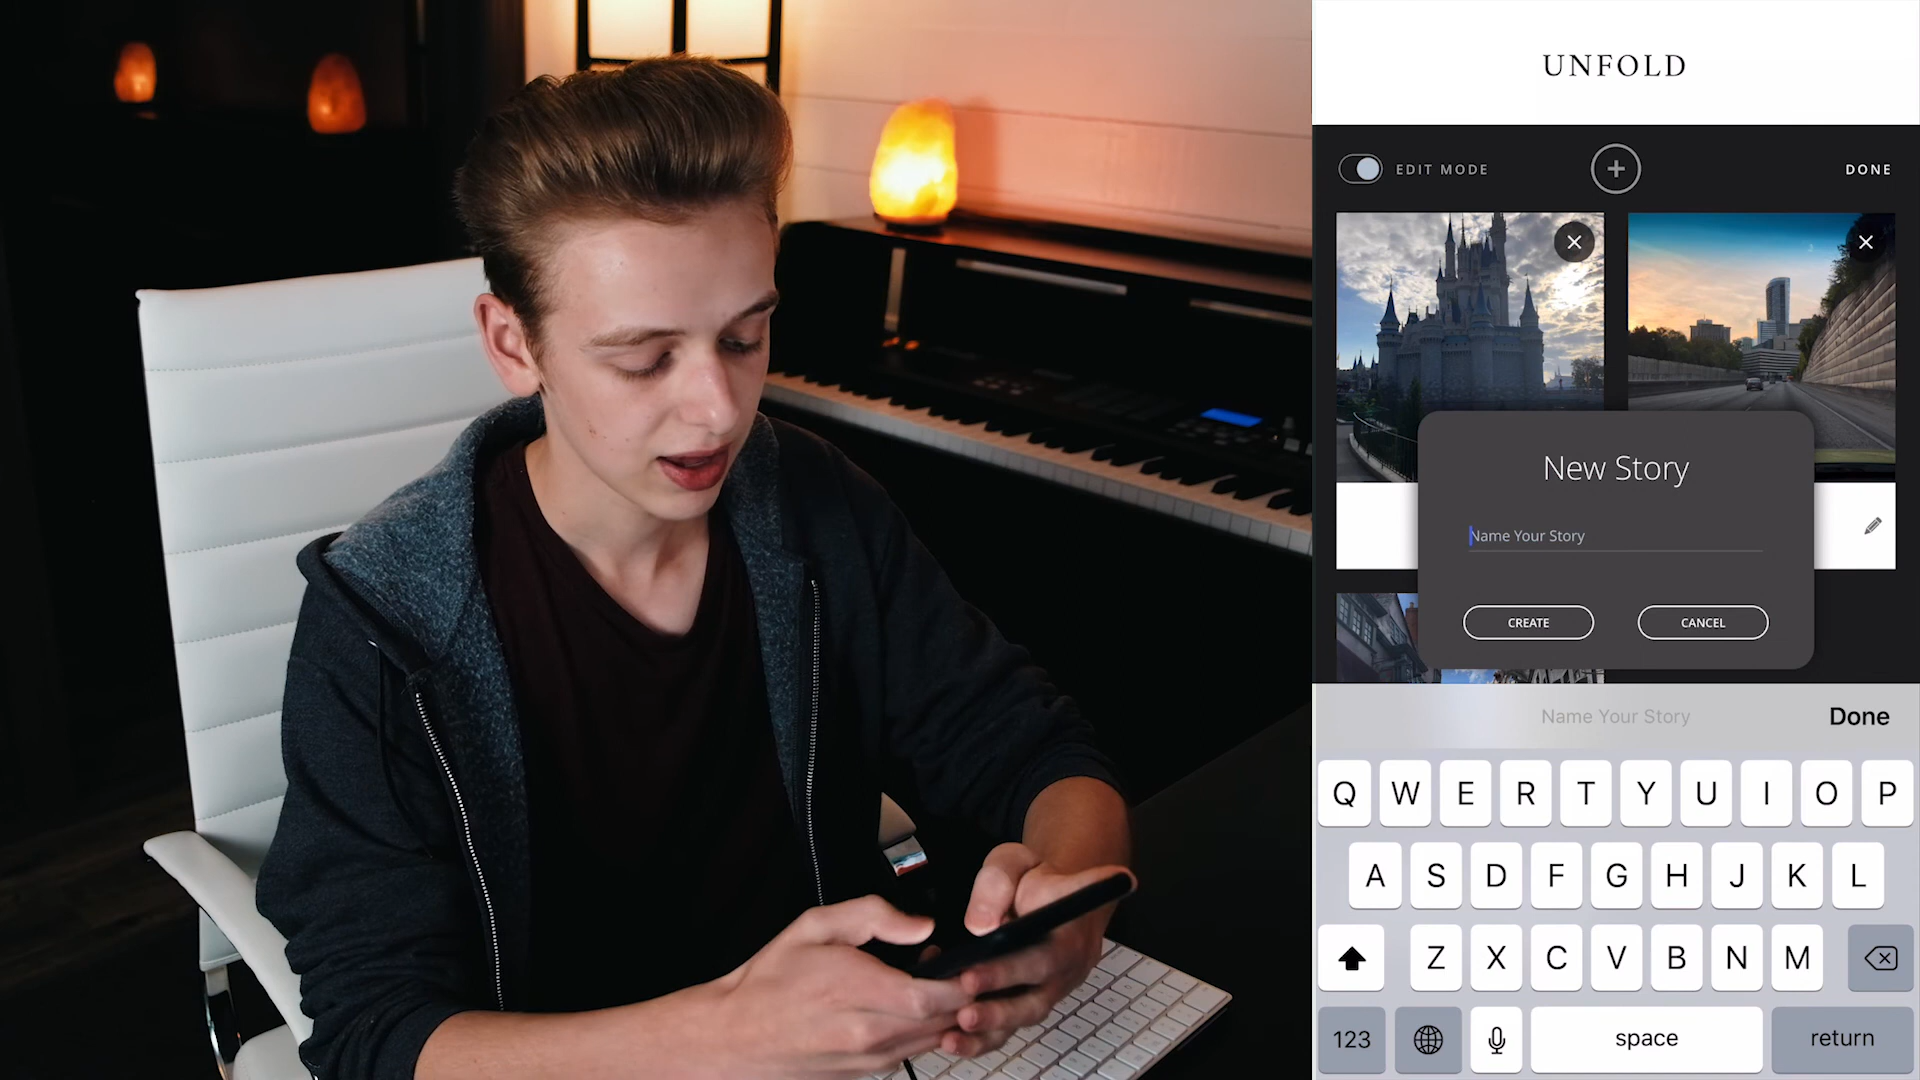 UNFOLD
EDIT MODE
DONE
New Story
Name Your Story
CREATE
CANCEL
Name Your Story
Done
Q W E R T Y U I O P
A S D F G H J K L
Z X C V B N M
123
space
return